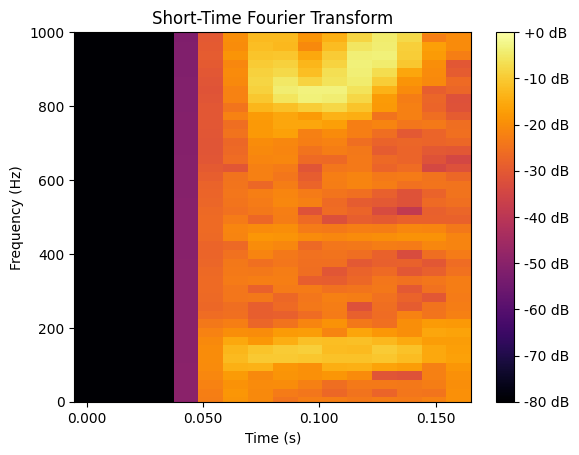 Short-Time Fourier Transform
1000
800
600
400
200
0
Frequency (Hz)
0.000
0.050
0.100
0.150
Time (s)
+0 dB
-10 dB
-20 dB
-30 dB
-40 dB
-50 dB
-60 dB
-70 dB
-80 dB